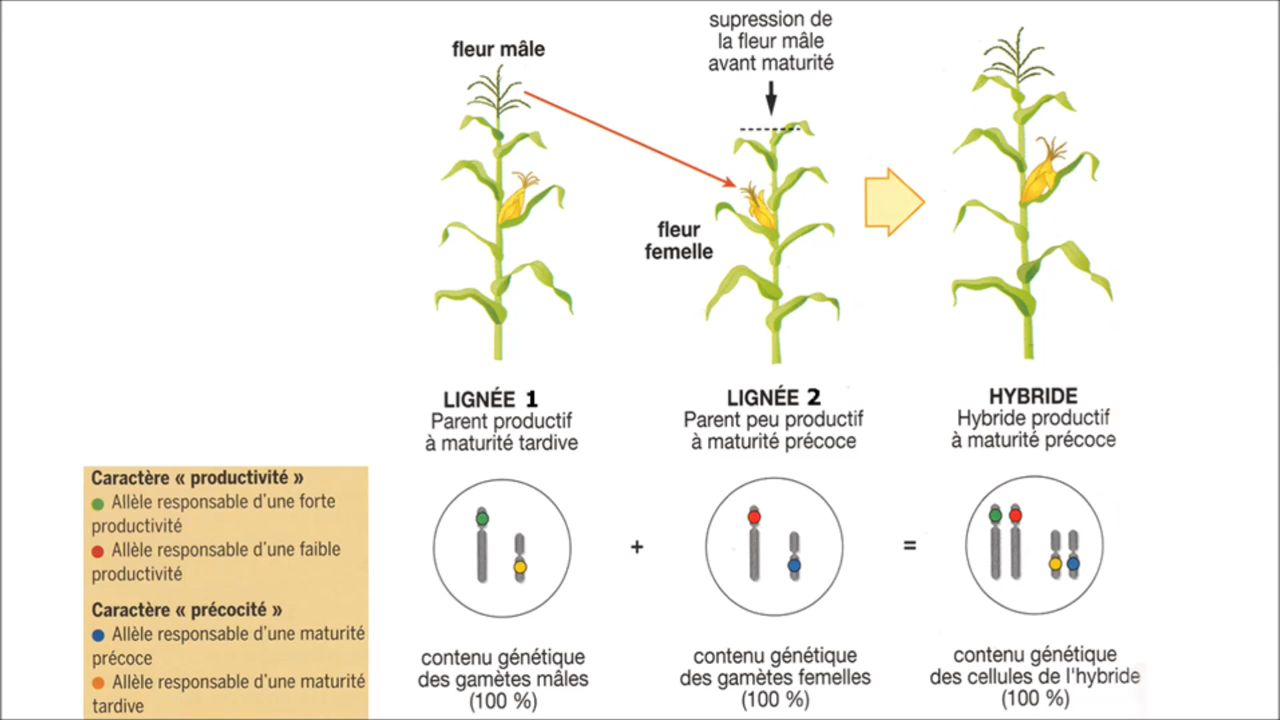 fleur mâle
supression de
la fleur mâle
avant maturité
fleur
femelle
LIGNÉE 1
Parent productif
à maturité tardive
LIGNÉE 2
Parent peu productif
à maturité précoce
HYBRIDE
Hybride productif
à maturité précoce
Caractère « productivité »
Allèle responsable d'une forte
productivité
Allèle responsable d'une faible
productivité
Caractère « précocité »
Allèle responsable d'une maturité
précoce
Allèle responsable d'une maturité
tardive
+
=
contenu génétique
des gamètes mâles
(100 %)
contenu génétique
des gamètes femelles
(100 %)
contenu génétique
des cellules de l'hybride
(100 %)